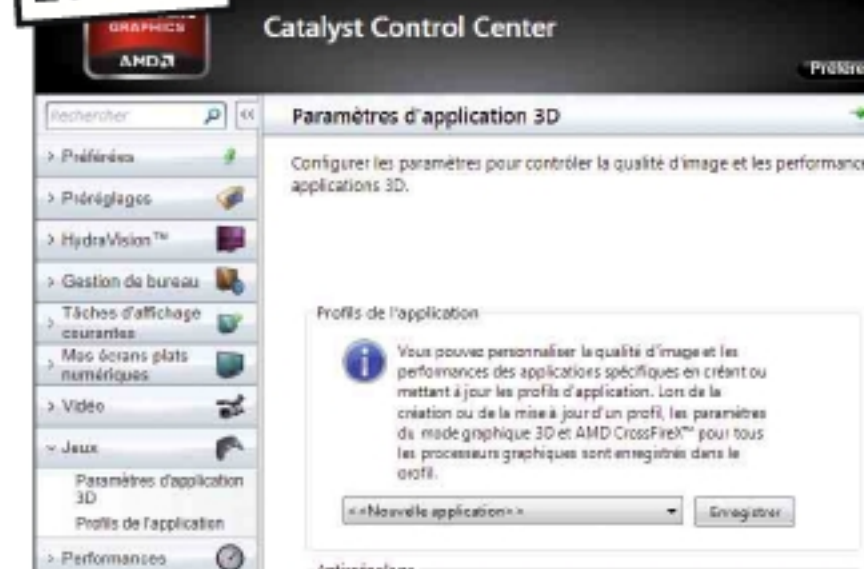 GRAPHICS
AMD
Catalyst Control Center
Rechercher
<<
Paramètres d'application 3D
> Préférées
Configurer les paramètres pour contrôler la qualité d'image et les
applications 3D.
> Préréglages
> HydraVision™
> Gestion de bureau
> Tâches d'affichage
courantes
> Mes écrans plats
numériques
> Vidéo
Jeux
Paramètres d'application
3D
Profils de l'application
> Performances
Profils de l'application
Vous pouvez personnaliser la qualité d'image et les
performances des applications spécifiques en créant ou
mettant à jour les profils d'application. Lors de la
création ou de la mise à jour d'un profil, les paramètres
du mode graphique 3D et AMD CrossFireX™ pour tous
les processeurs graphiques sont enregistrés dans le
profil.
<<Nouvelle application>>
Enregistrer